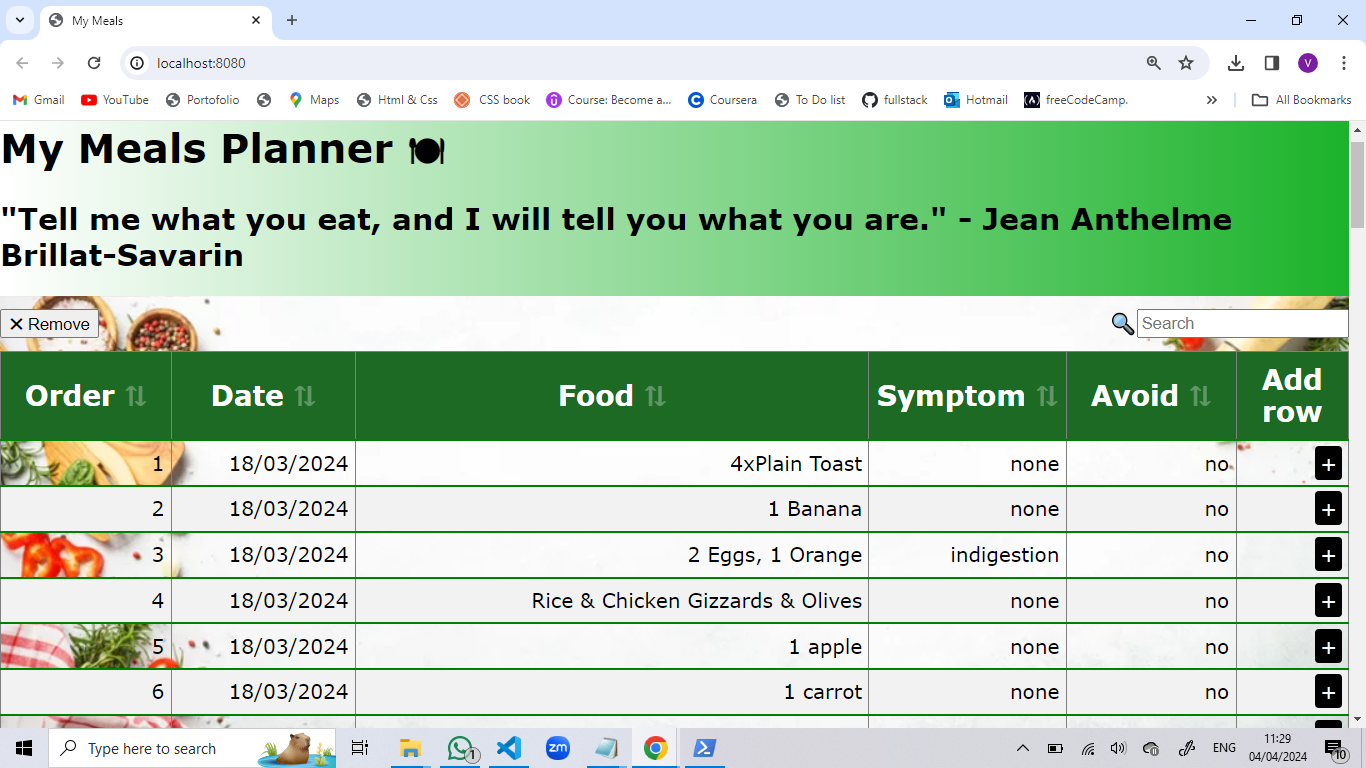 My Meals
localhost:8080
V
Gmail YouTube Portofolio Maps Html & Css CSS book Course: Become a... Coursera To Do list fullstack Hotmail freeCodeCamp. All Bookmarks
My Meals Planner
"Tell me what you eat, and I will tell you what you are." - Jean Anthelme
Brillat-Savarin
✕ Remove Search
Order ⇅ Date ⇅ Food ⇅ Symptom ⇅ Avoid ⇅ Add row
1 18/03/2024 4xPlain Toast none no +
2 18/03/2024 1 Banana none no +
3 18/03/2024 2 Eggs, 1 Orange indigestion no +
4 18/03/2024 Rice & Chicken Gizzards & Olives none no +
5 18/03/2024 1 apple none no +
6 18/03/2024 1 carrot none no +
Type here to search 1 zm ENG 11:29
04/04/2024 10